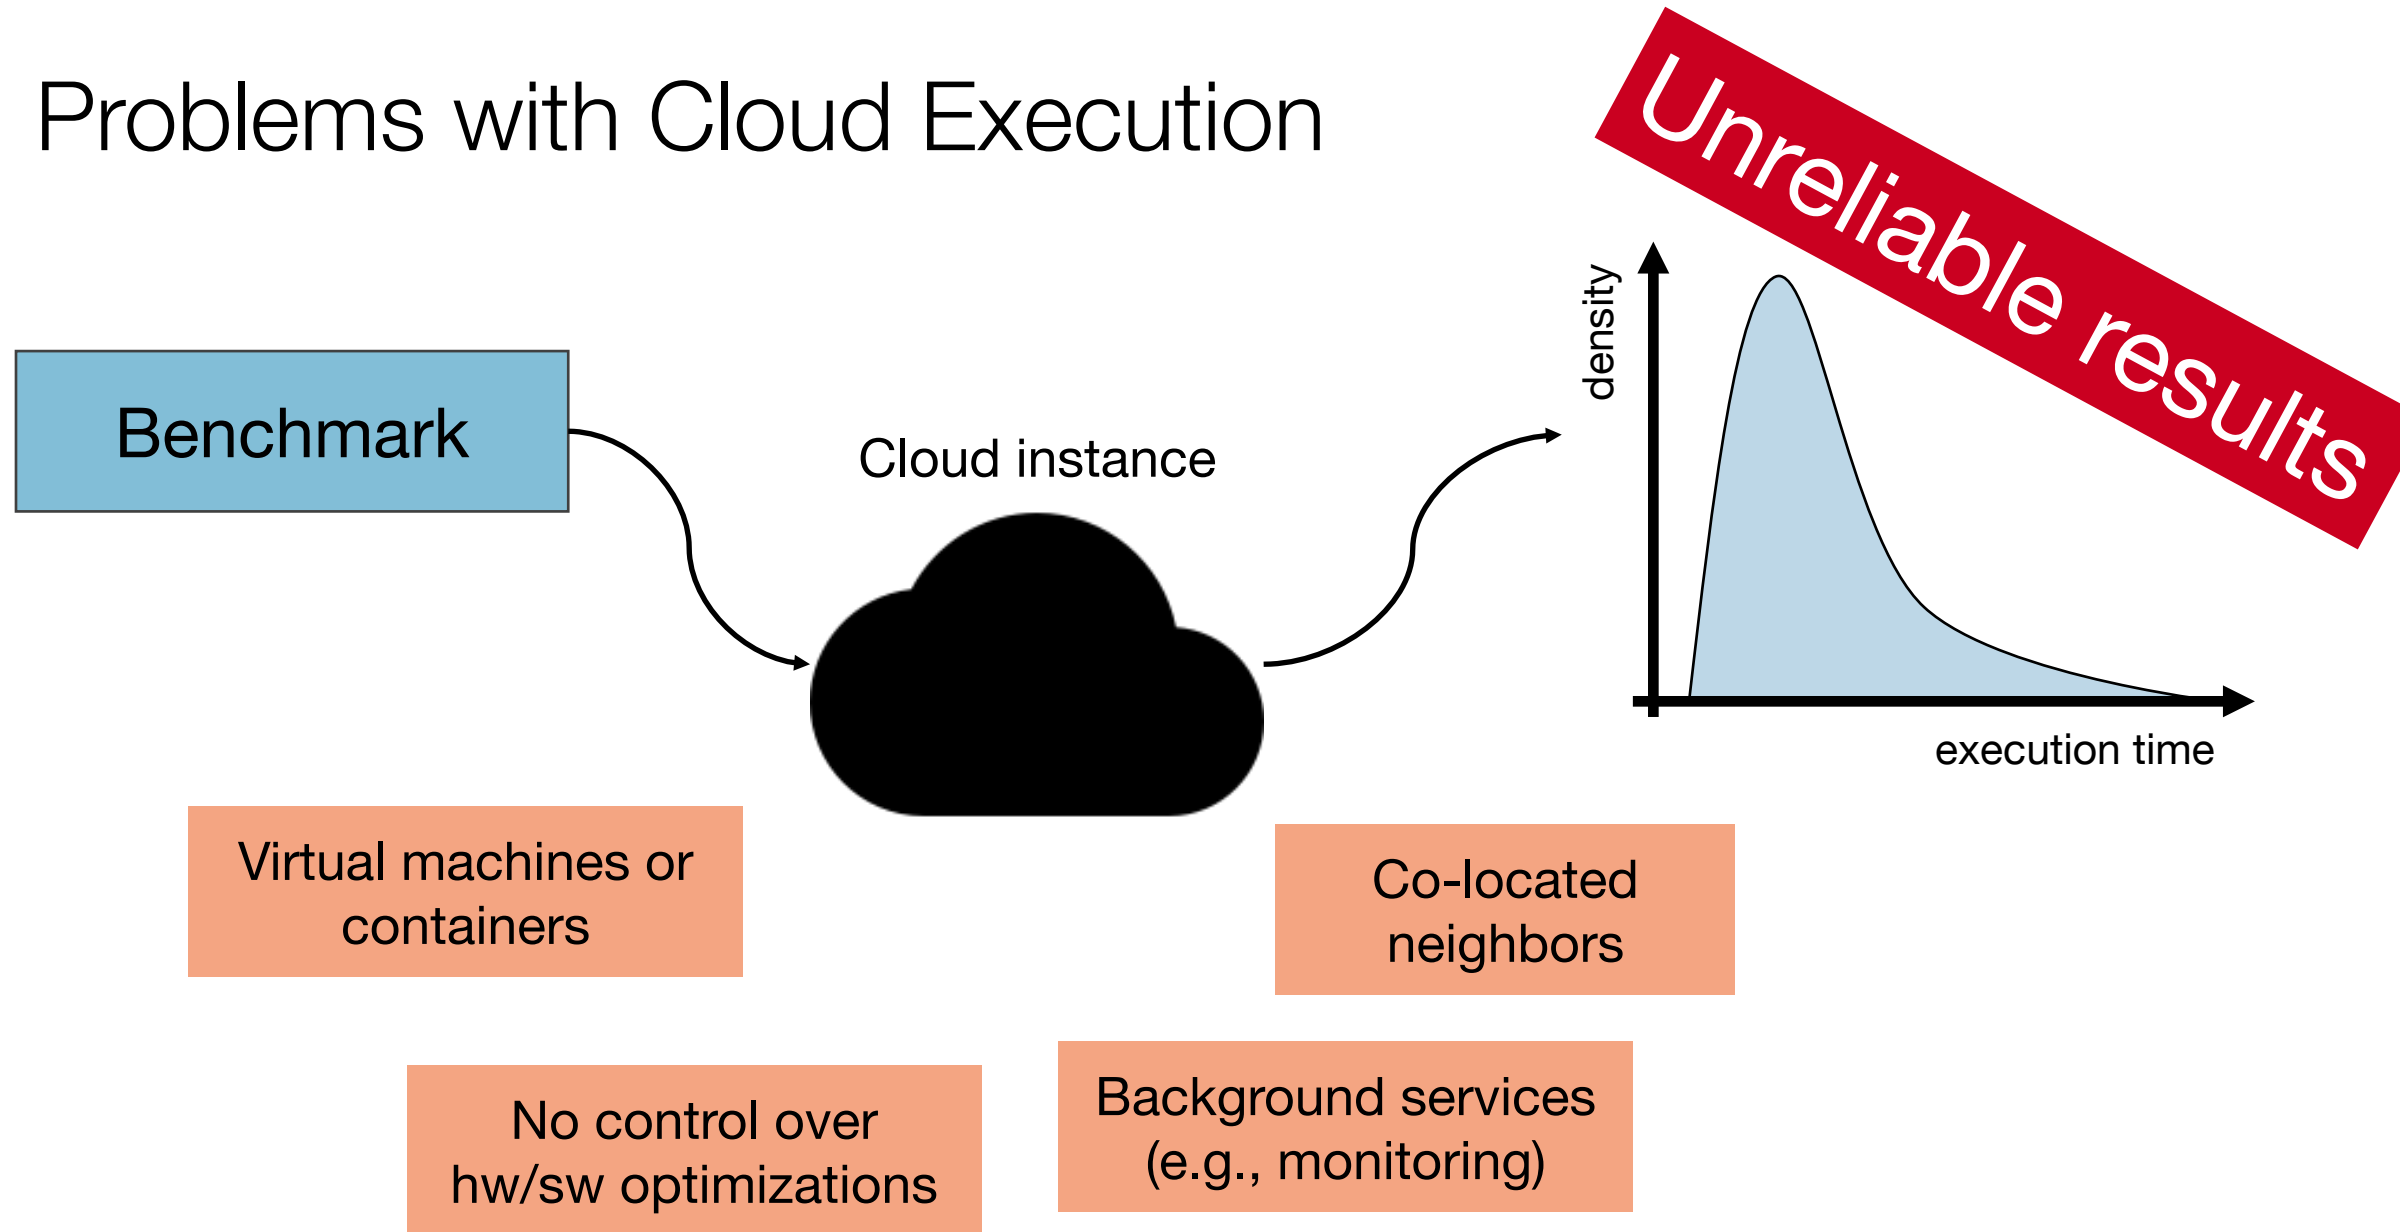 Problems with Cloud Execution
Unreliable results
Benchmark
Cloud instance
density
execution time
Virtual machines or
containers
Co-located
neighbors
No control over
hw/sw optimizations
Background services
(e.g., monitoring)